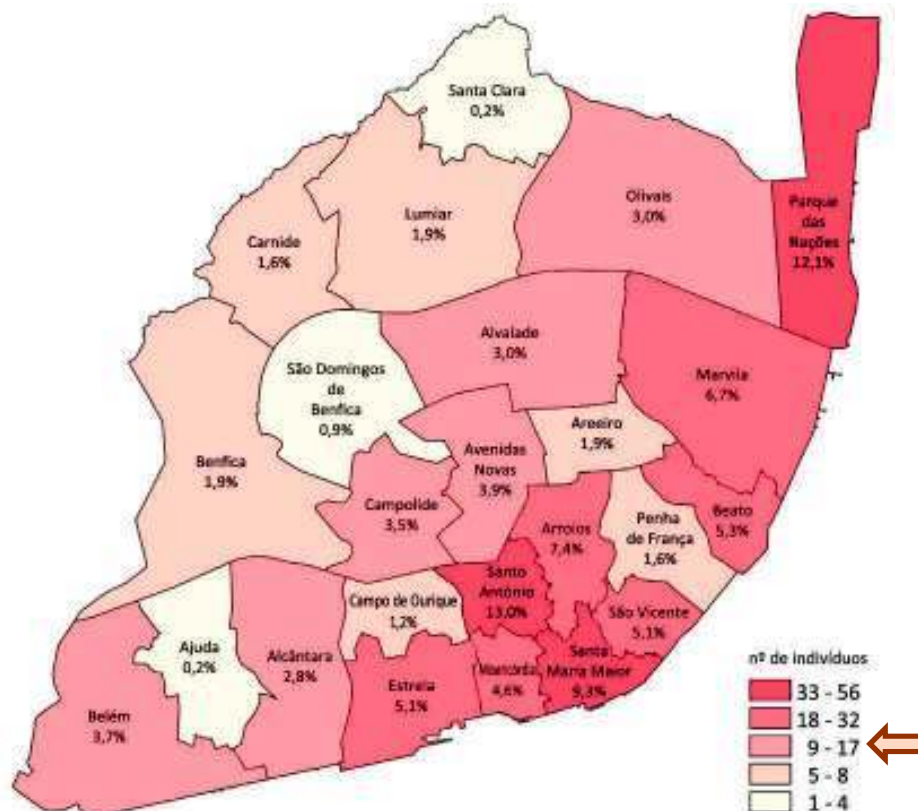 Santa Clara
0,2%
Olivais
3,0%
Parque
das
Nações
12,1%
Lumiar
1,9%
Carnide
1,6%
Alvalade
3,0%
São Domingos
de
Benfica
0,9%
Marvila
6,7%
Areeiro
1,9%
Avenidas
Novas
3,9%
Benfica
1,9%
Campolide
3,5%
Arroios
7,4%
Penha
de França
1,6%
Beato
5,3%
Santo
António
13,0%
Campo de Ourique
1,2%
São Vicente
5,1%
Ajuda
0,2%
Alcântara
2,8%
Estrela
5,1%
Misericórdia
4,6%
Santa
Maria Maior
9,3%
Belém
3,7%
nº de indivíduos
33 - 56
18 - 32
9 - 17
5 - 8
1 - 4